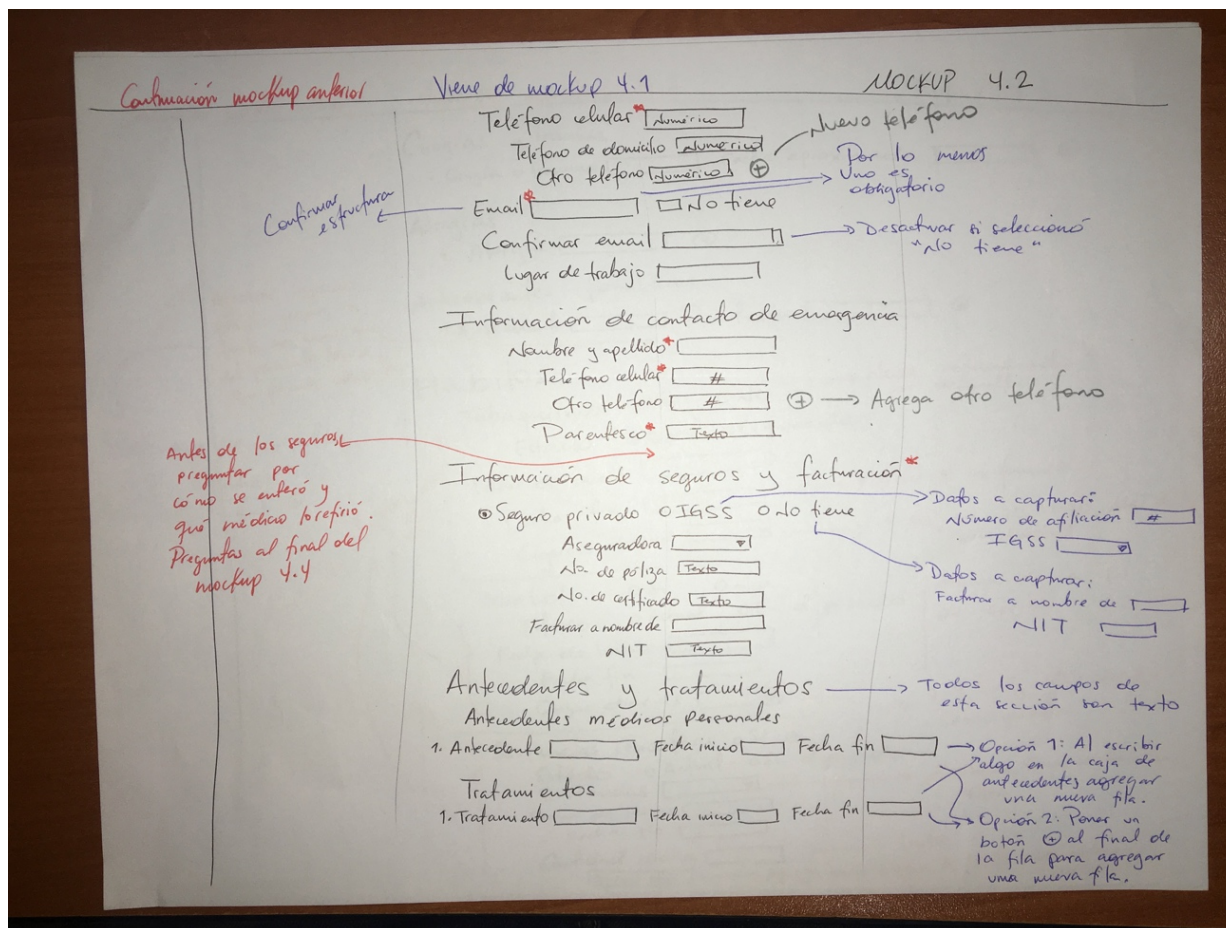 Continuación mockup anterior
Viene de mockup 4.1
MOCKUP 4.2
Teléfono celular* Numérico
Teléfono de domicilio Numérico
Otro teléfono Numérico +
Nuevo teléfono
Por lo menos
Uno es
obligatorio
Confirmar
estructura
Email* No tiene
Confirmar email
Desactivar si seleccionó
"No tiene"
Lugar de trabajo
Información de contacto de emergencia
Nombre y apellido*
Teléfono celular* #
Otro teléfono # + Agrega otro teléfono
Parentesco* Texto
Antes de los seguros
preguntar por
cómo se enteró y
qué médico lo refirió.
Preguntas al final del
mockup 4.4
Información de seguros y facturación*
Seguro privado IGSS No tiene
Aseguradora
No. de póliza Texto
No. de certificado Texto
Facturar a nombre de
NIT Texto
Datos a capturar:
Número de afiliación #
IGSS
Datos a capturar:
Facturar a nombre de
NIT
Antecedentes y tratamientos
Todos los campos de
esta sección son texto
Antecedentes médicos personales
1. Antecedente Fecha inicio Fecha fin
Tratamientos
1. Tratamiento Fecha inicio Fecha fin
Opción 1: Al escribir
algo en la caja de
antecedentes agregar
una nueva fila.
Opción 2: Poner un
botón + al final de
la fila para agregar
una nueva fila.